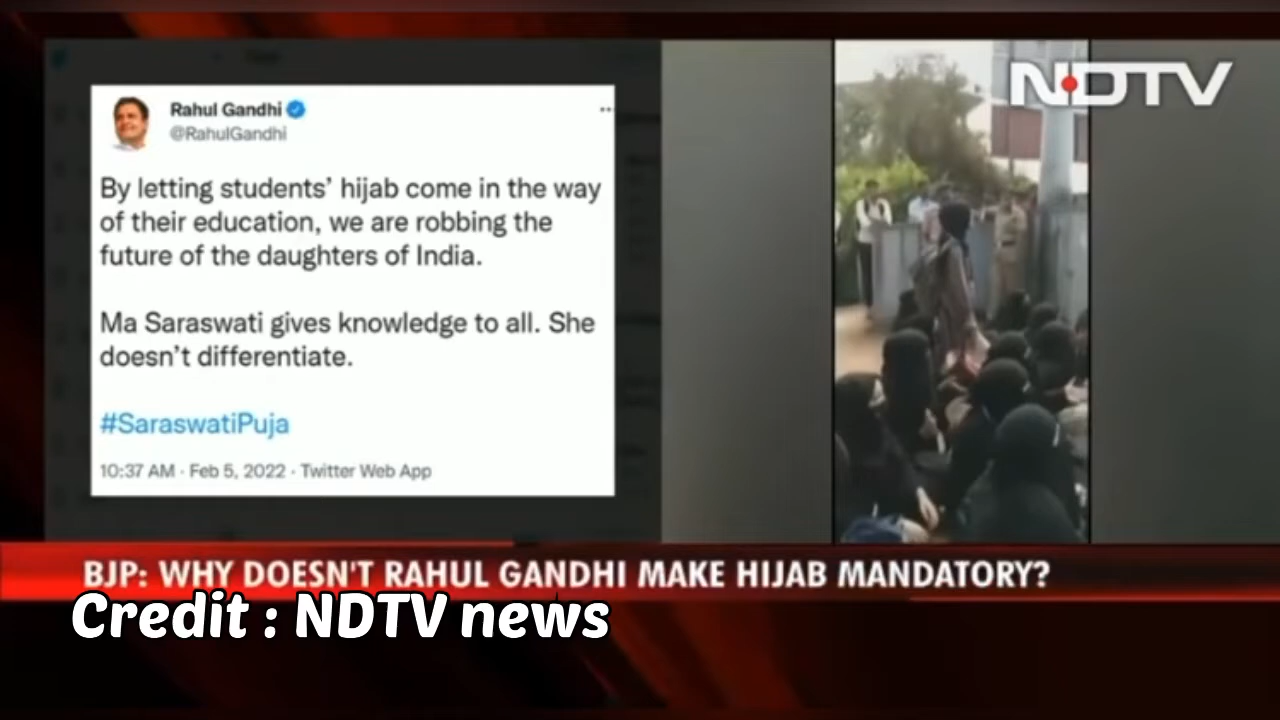 NDTV
Rahul Gandhi
@RahulGandhi
By letting students’ hijab come in the way
of their education, we are robbing the
future of the daughters of India.
Ma Saraswati gives knowledge to all. She
doesn’t differentiate.
#SaraswatiPuja
10:37 AM · Feb 5, 2022 · Twitter Web App
BJP: WHY DOESN'T RAHUL GANDHI MAKE HIJAB MANDATORY?
Credit : NDTV news